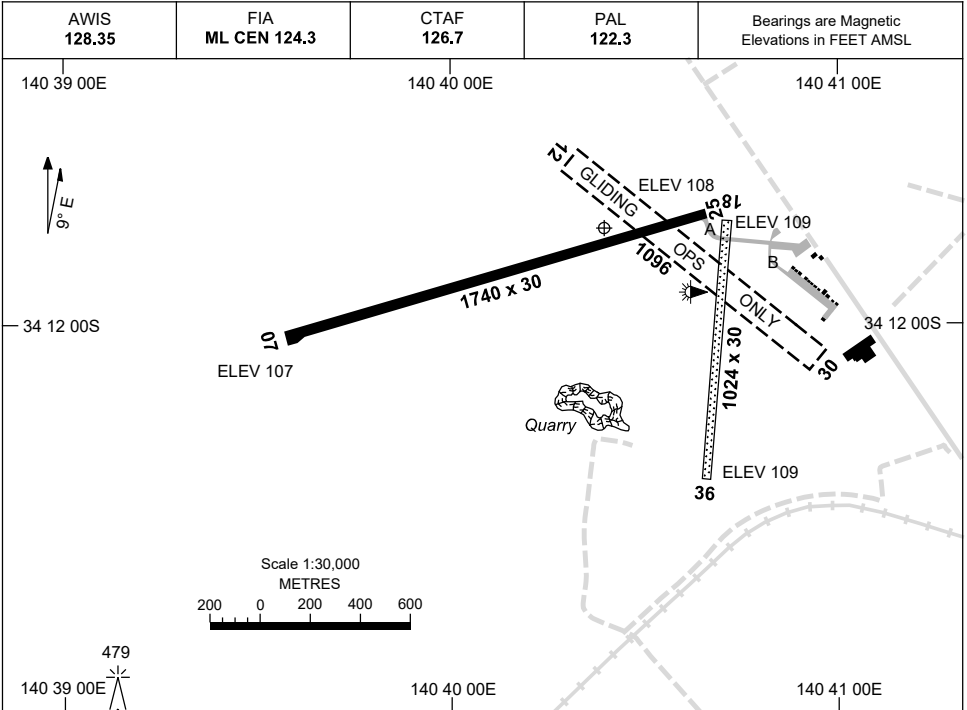 AWIS
128.35
FIA
ML CEN 124.3
CTAF
126.7
PAL
122.3
Bearings are Magnetic
Elevations in FEET AMSL
140 39 00E
140 40 00E
140 41 00E
9° E
12
GLIDING
ELEV 108
18
25
ELEV 109
A
OPS
1096
B
1740 x 30
ONLY
34 12 00S
34 12 00S
07
ELEV 107
30
1024 x 30
Quarry
ELEV 109
36
Scale 1:30,000
METRES
200 0 200 400 600
479
140 39 00E
140 40 00E
140 41 00E